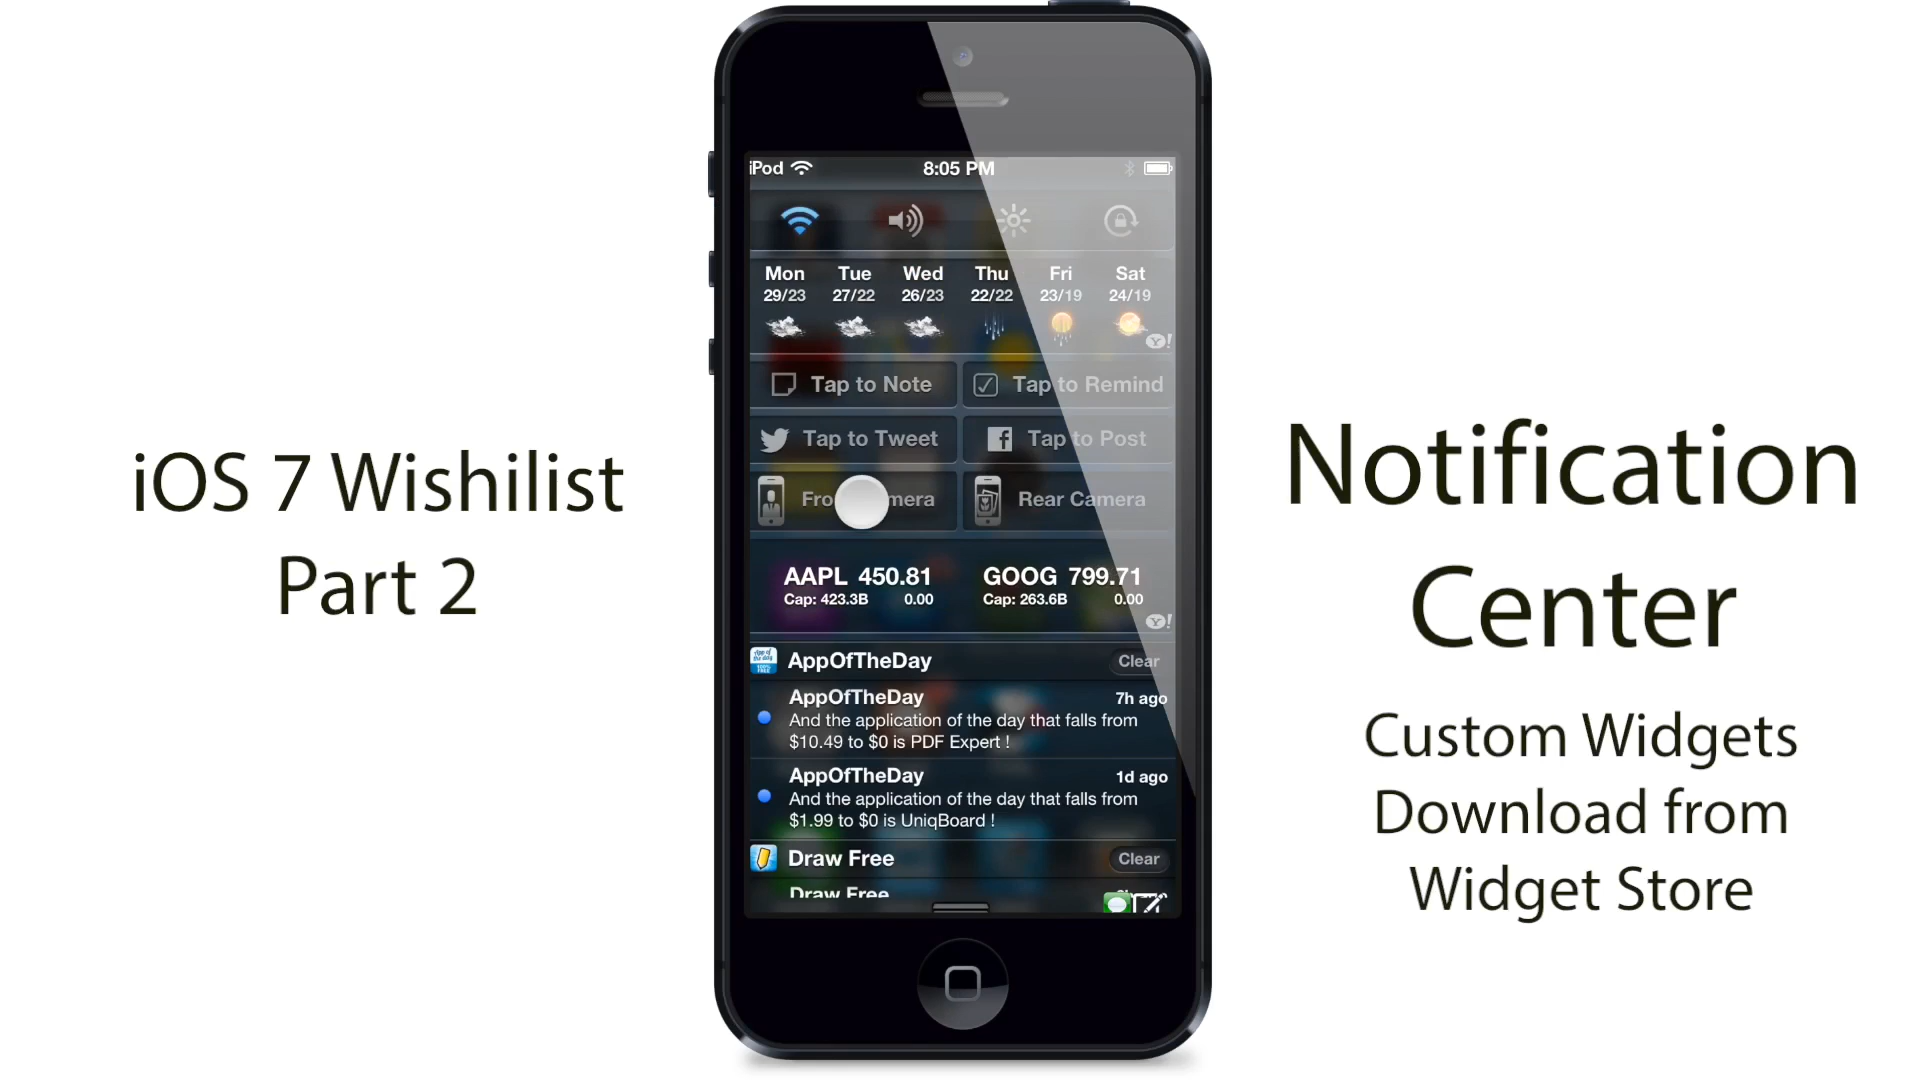 iOS 7 Wishilist
Part 2
iPod
8:05 PM
Mon Tue Wed Thu Fri Sat
29/23 27/22 26/23 22/22 23/19 24/19
Y!
Tap to Note
Tap to Remind
Tap to Tweet
Tap to Post
Rear Camera
AAPL 450.81
Cap: 423.3B 0.00
GOOG 799.71
Cap: 263.6B 0.00
Y!
AppOfTheDay
Clear
AppOfTheDay
7h ago
And the application of the day that falls from
$10.49 to $0 is PDF Expert !
AppOfTheDay
1d ago
And the application of the day that falls from
$1.99 to $0 is UniqBoard !
Draw Free
Clear
Draw Free
Notification
Center
Custom Widgets
Download from
Widget Store